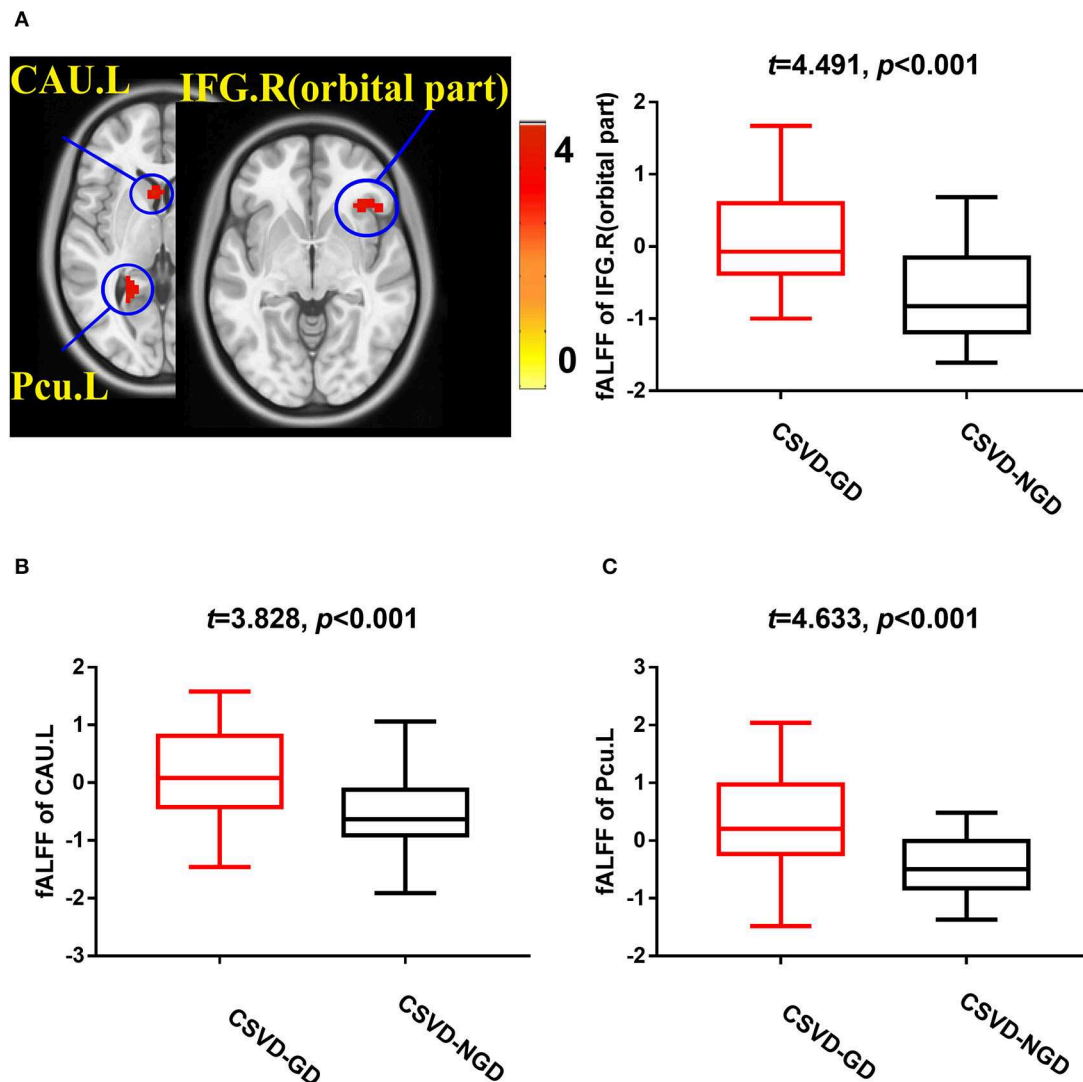 A
CAU.L
IFG.R(orbital part)
Pcu.L
4
0
t=4.491, p<0.001
fALFF of IFG.R(orbital part)
2
1
0
-1
-2
CSVD-GD
CSVD-NGD
B
t=3.828, p<0.001
fALFF of CAU.L
2
1
0
-1
-2
-3
CSVD-GD
CSVD-NGD
C
t=4.633, p<0.001
fALFF of Pcu.L
3
2
1
0
-1
-2
CSVD-GD
CSVD-NGD